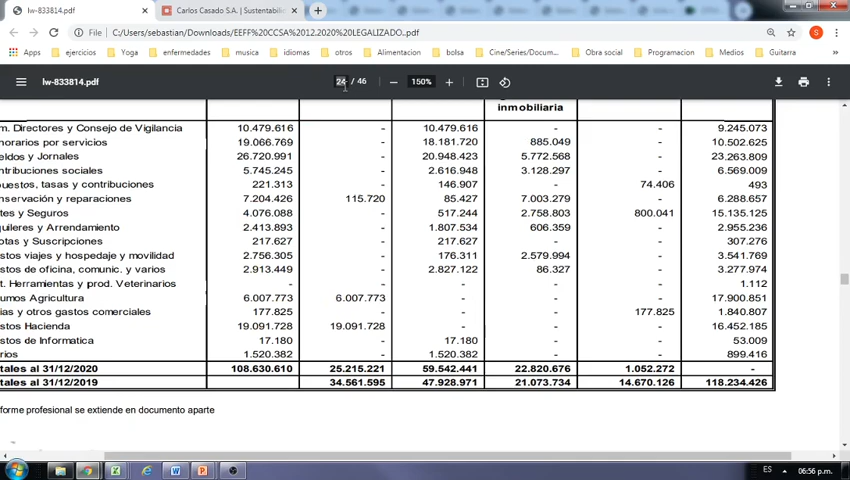 lw-833814.pdf
Carlos Casado S.A. | Sustentabili
C:/Users/sebastian/Downloads/EEFF%20CCSA%2012.2020%20LEGALIZADO..pdf
S
Apps ejercicios Yoga enfermedades musica idiomas otros Alimentacion bolsa Cine/Series/Docum... Obra social Programacion Medios Guitarra
lw-833814.pdf 24 / 46 150%
inmobiliaria
m. Directores y Consejo de Vigilancia 10.479.616 - 10.479.616 - - 9.245.073
norarios por servicios 19.066.769 - 18.181.720 885.049 - 10.502.625
eldos y Jornales 26.720.991 - 20.948.423 5.772.568 - 23.263.809
ntribuciones sociales 5.745.245 - 2.616.948 3.128.297 - 6.569.009
puestos, tasas y contribuciones 221.313 - 146.907 - 74.406 493
nservación y reparaciones 7.204.426 115.720 85.427 7.003.279 - 6.288.657
tes y Seguros 4.076.088 - 517.244 2.758.803 800.041 15.135.125
quileres y Arrendamiento 2.413.893 - 1.807.534 606.359 - 2.955.236
otas y Suscripciones 217.627 - 217.627 - - 307.276
stos viajes y hospedaje y movilidad 2.756.305 - 176.311 2.579.994 - 3.541.769
stos de oficina, comunic. y varios 2.913.449 - 2.827.122 86.327 - 3.277.974
t. Herramientas y prod. Veterinarios - - - - - 1.112
umos Agricultura 6.007.773 6.007.773 - - - 17.900.851
ias y otros gastos comerciales 177.825 - - - 177.825 1.840.807
stos Hacienda 19.091.728 19.091.728 - - - 16.452.185
stos de Informatica 17.180 - 17.180 - - 53.009
rios 1.520.382 - 1.520.382 - - 899.416
tales al 31/12/2020 108.630.610 25.215.221 59.542.441 22.820.676 1.052.272 -
tales al 31/12/2019 34.561.595 47.928.971 21.073.734 14.670.126 118.234.426
forme profesional se extiende en documento aparte
ES 06:56 p.m.